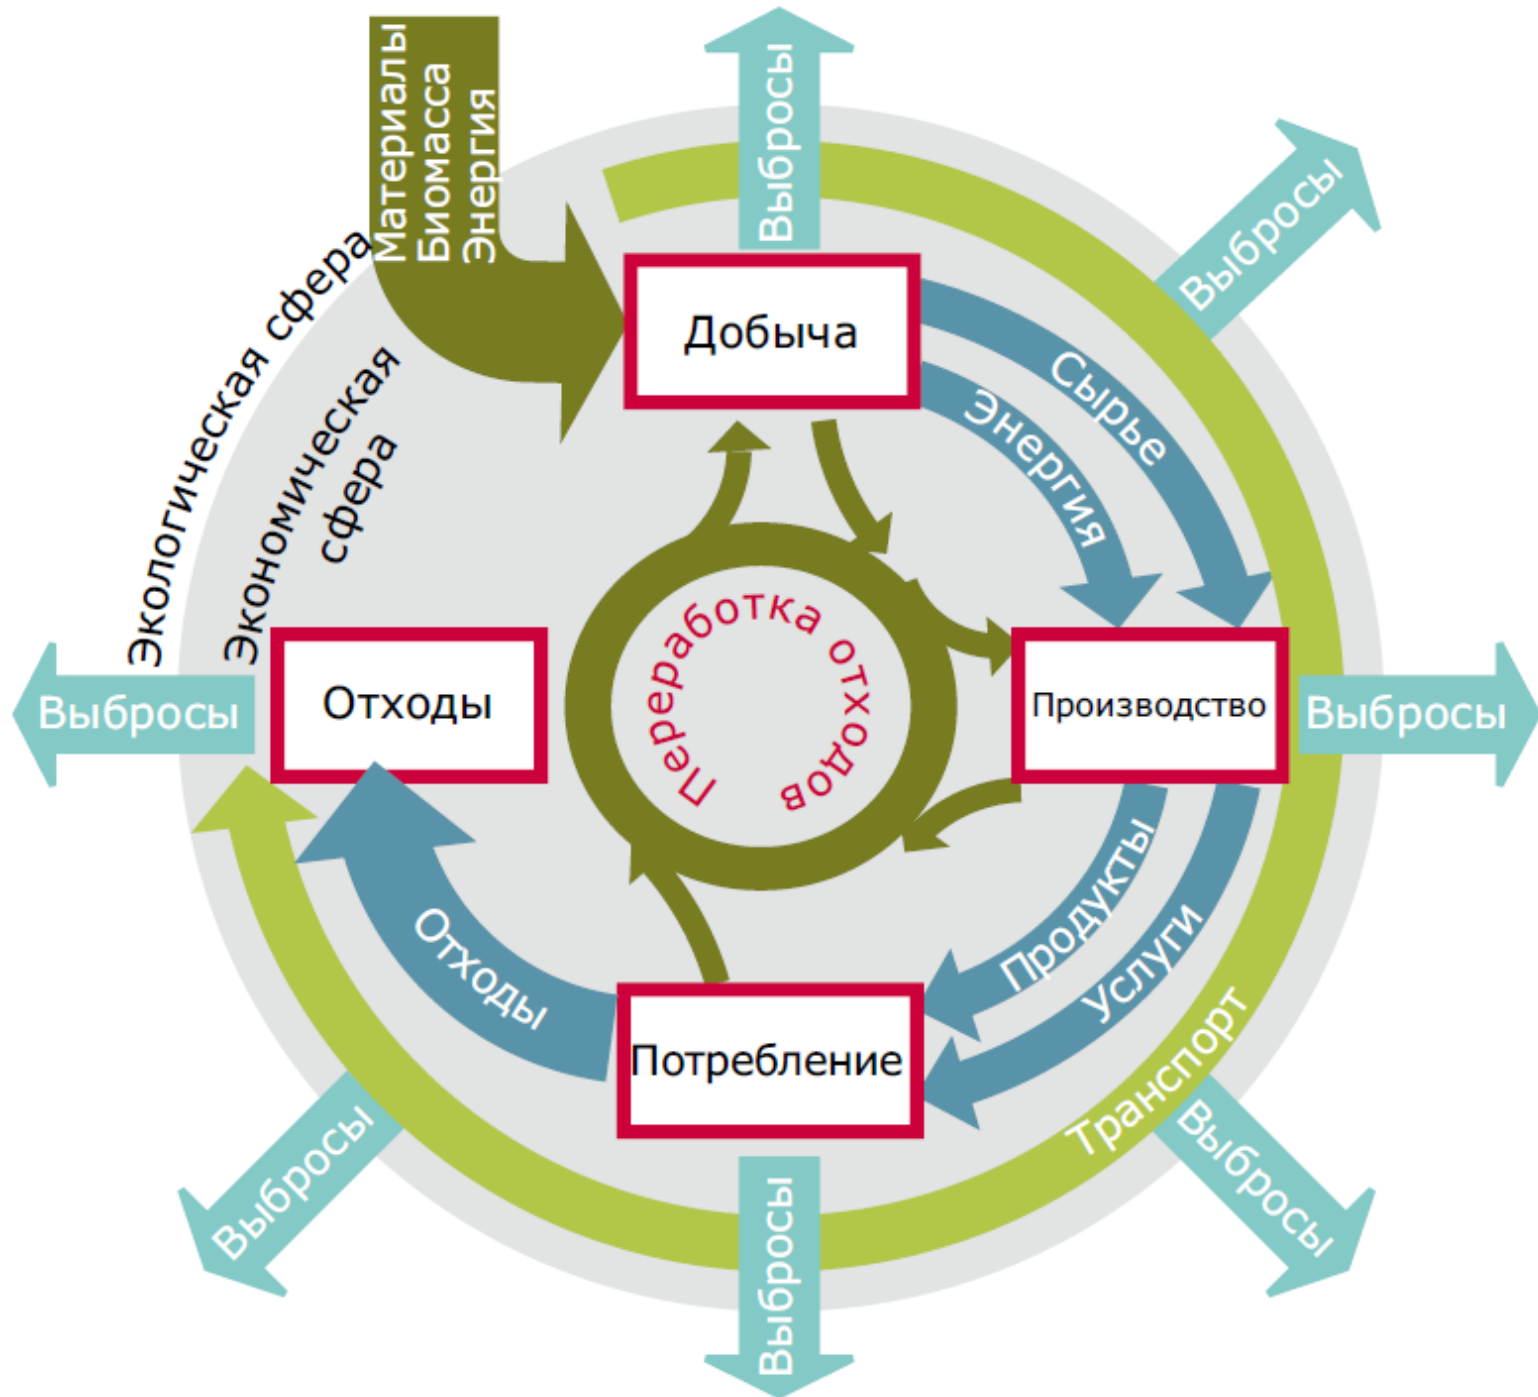 Материалы
Биомасса
Энергия
Выбросы
Выбросы
Экологическая сфера
Экономическая
сфера
Добыча
Сырье
Энергия
Переработка отходов
Выбросы
Отходы
Производство
Выбросы
Отходы
Продукты
Услуги
Транспорт
Потребление
Выбросы
Выбросы
Выбросы